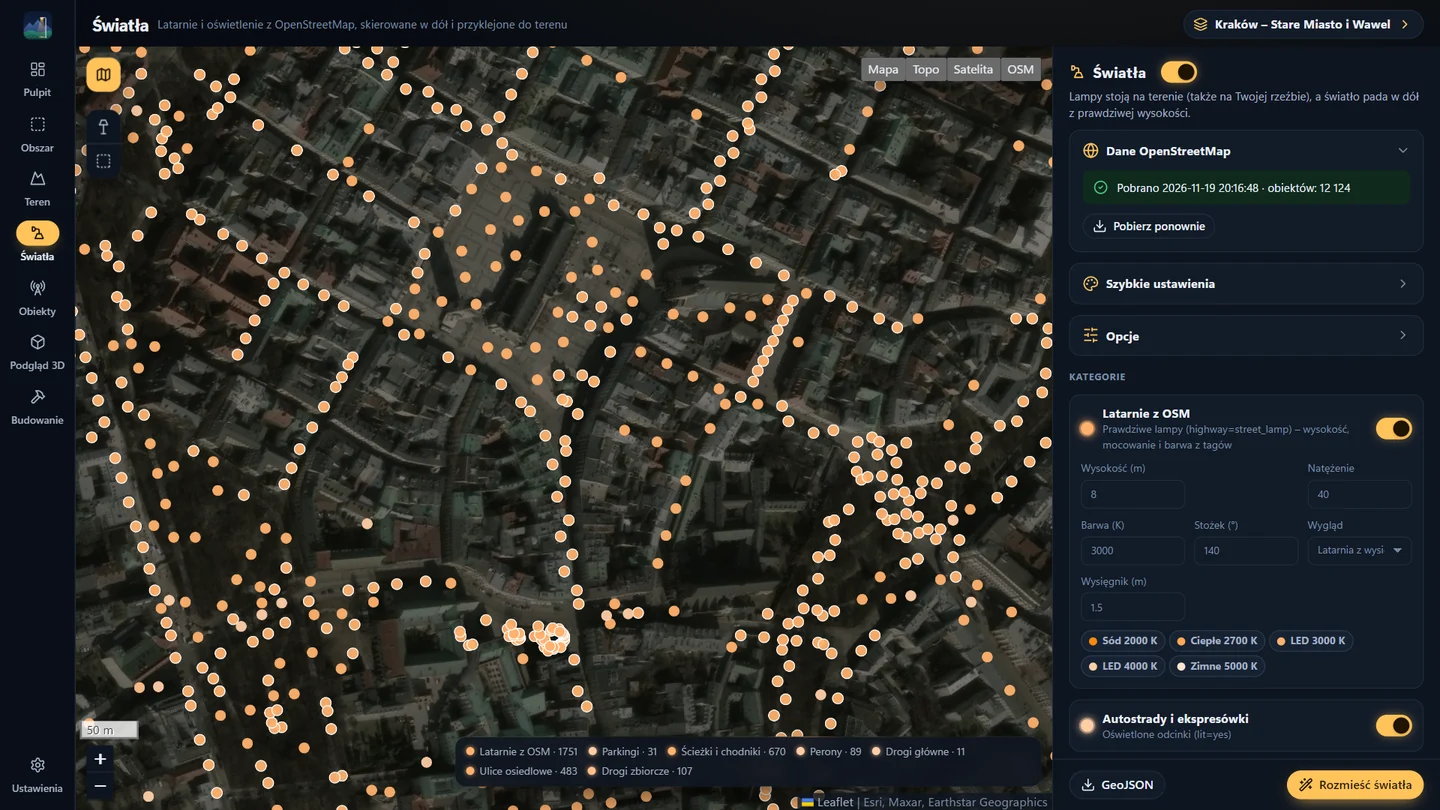 Światła
Latarnie i oświetlenie z OpenStreetMap, skierowane w dół i przyklejone do terenu
Kraków – Stare Miasto i Wawel
Pulpit
Obszar
Teren
Światła
Obiekty
Podgląd 3D
Budowanie
Ustawienia
Mapa
Topo
Satelita
OSM
50 m
+
−
Latarnie z OSM · 1751
Parkingi · 31
Ścieżki i chodniki · 670
Perony · 89
Drogi główne · 11
Ulice osiedlowe · 483
Drogi zbiorcze · 107
Leaflet | Esri, Maxar, Earthstar Geographics
Światła
Lampy stoją na terenie (także na Twojej rzeźbie), a światło pada w dół
z prawdziwej wysokości.
Dane OpenStreetMap
Pobrano 2026-11-19 20:16:48 · obiektów: 12 124
Pobierz ponownie
Szybkie ustawienia
Opcje
KATEGORIE
Latarnie z OSM
Prawdziwe lampy (highway=street_lamp) – wysokość,
mocowanie i barwa z tagów
Wysokość (m)
Natężenie
8
40
Barwa (K)
Stożek (°)
Wygląd
3000
140
Latarnia z wysi
Wysięgnik (m)
1.5
Sód 2000 K
Ciepłe 2700 K
LED 3000 K
LED 4000 K
Zimne 5000 K
Autostrady i ekspresówki
Oświetlone odcinki (lit=yes)
GeoJSON
Rozmieść światła